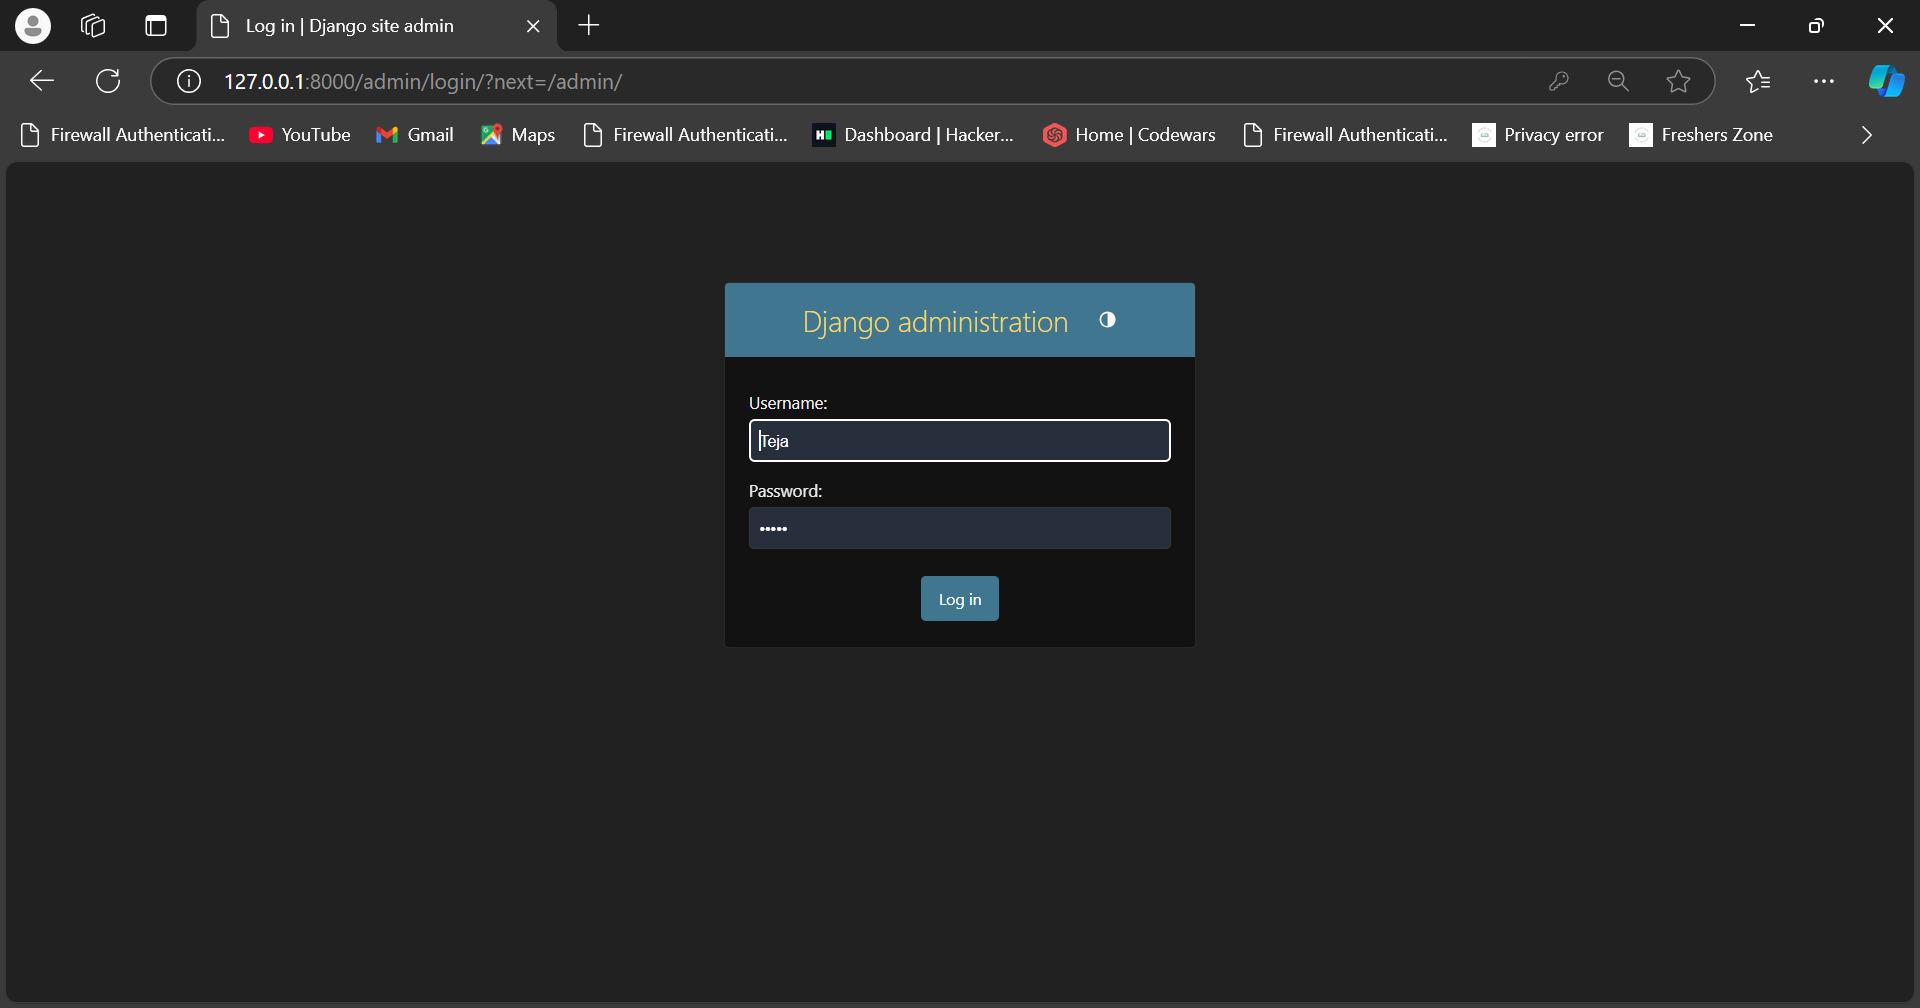 Log in | Django site admin
127.0.0.1:8000/admin/login/?next=/admin/
Firewall Authenticati... YouTube Gmail Maps Firewall Authenticati... Dashboard | Hacker... Home | Codewars Firewall Authenticati... Privacy error Freshers Zone
Django administration
Username:
Teja
Password:
•••••
Log in